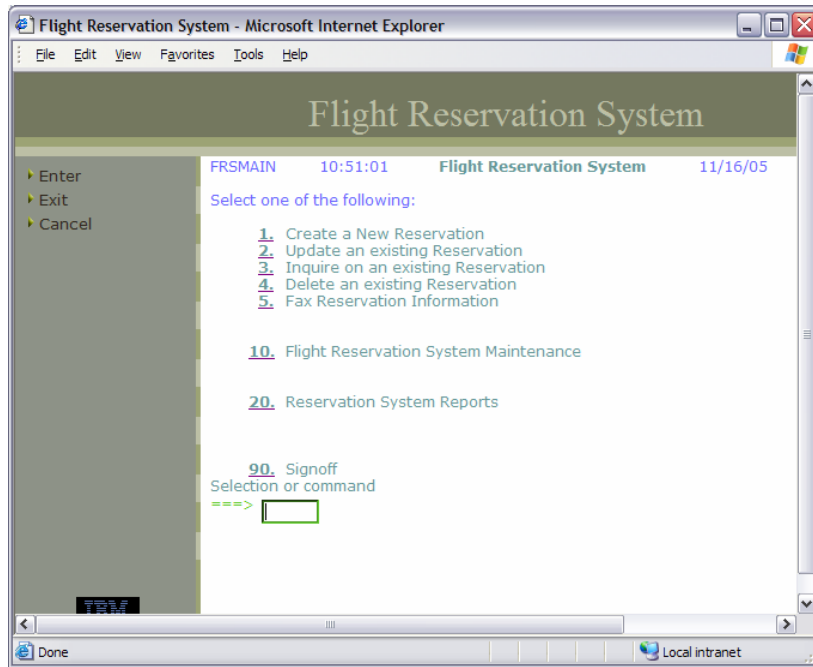 Flight Reservation System - Microsoft Internet Explorer
File Edit View Favorites Tools Help
Flight Reservation System
Enter
Exit
Cancel
FRSMAIN 10:51:01 Flight Reservation System 11/16/05
Select one of the following:
1. Create a New Reservation
2. Update an existing Reservation
3. Inquire on an existing Reservation
4. Delete an existing Reservation
5. Fax Reservation Information
10. Flight Reservation System Maintenance
20. Reservation System Reports
90. Signoff
Selection or command
===>
IBM
Done Local intranet